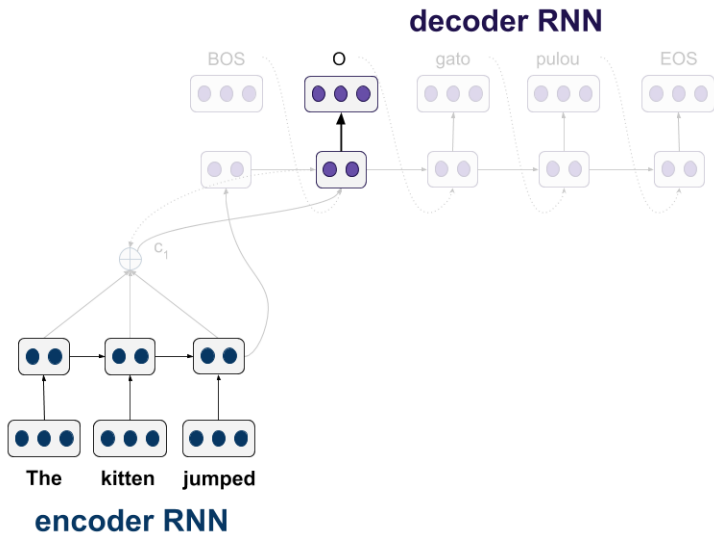 decoder RNN
BOS O gato pulou EOS
c1
The kitten jumped
encoder RNN